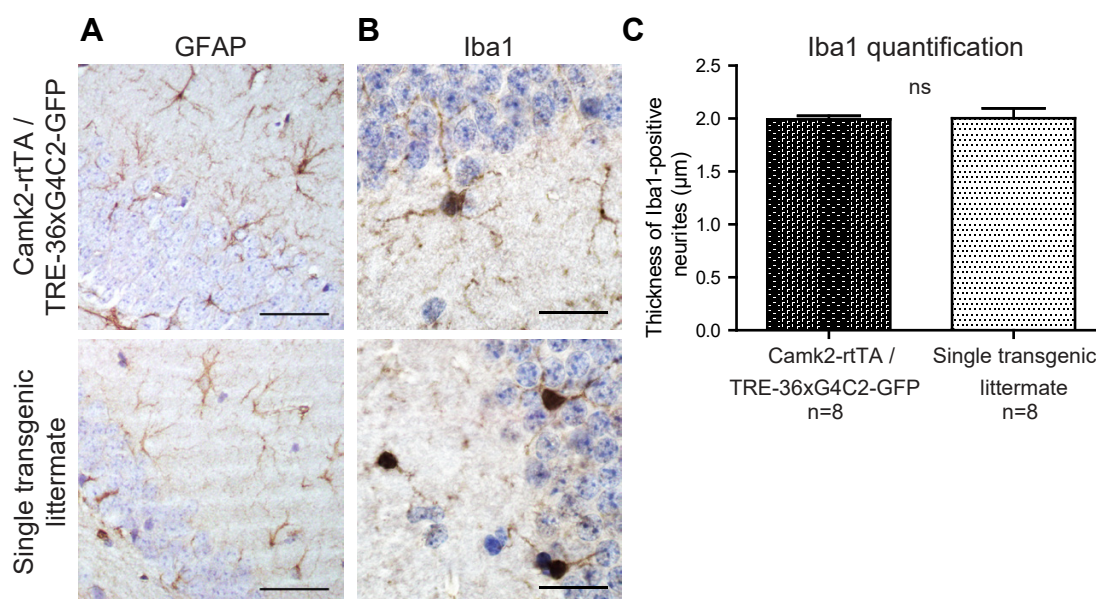 A
B
C
GFAP
Iba1
Iba1 quantification
Camk2-rtTA /
TRE-36xG4C2-GFP
Single transgenic
littermate
Thickness of Iba1-positive
neurites (µm)
2.5
2.0
1.5
1.0
0.5
0.0
ns
Camk2-rtTA /
TRE-36xG4C2-GFP
n=8
Single transgenic
littermate
n=8